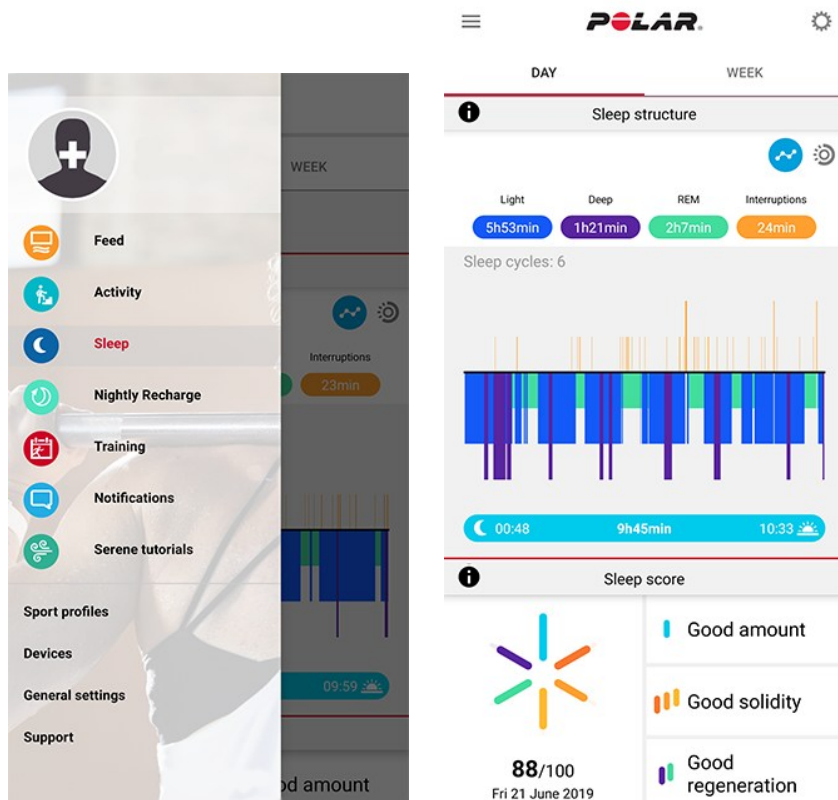 WEEK
Feed
Activity
Sleep
Nightly Recharge
Training
Notifications
Serene tutorials
Sport profiles
Devices
General settings
Support
Interruptions
23min
09:59
od amount
POLAR.
DAY WEEK
Sleep structure
Light Deep REM Interruptions
5h53min 1h21min 2h7min 24min
Sleep cycles: 6
00:48 9h45min 10:33
Sleep score
Good amount
Good solidity
Good
regeneration
88/100
Fri 21 June 2019